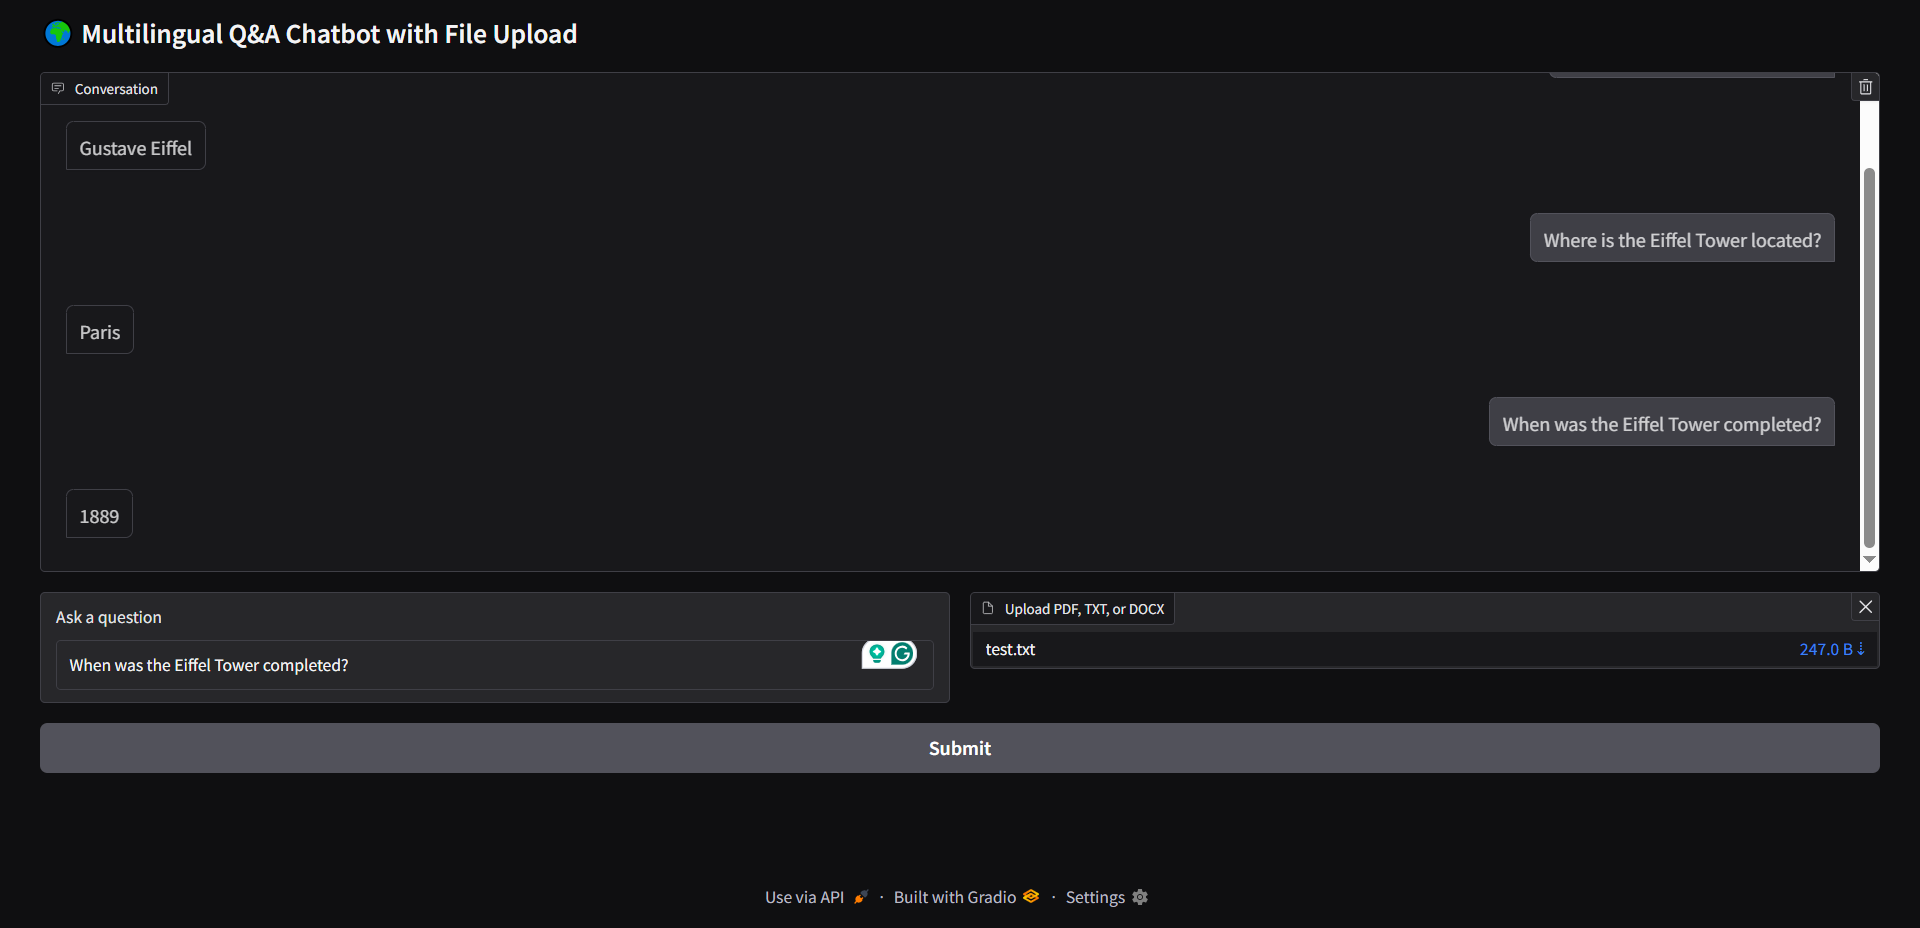 Multilingual Q&A Chatbot with File Upload
Conversation
Gustave Eiffel
Where is the Eiffel Tower located?
Paris
When was the Eiffel Tower completed?
1889
Ask a question
When was the Eiffel Tower completed?
Upload PDF, TXT, or DOCX
test.txt 247.0 B ⇣
Submit
Use via API · Built with Gradio · Settings